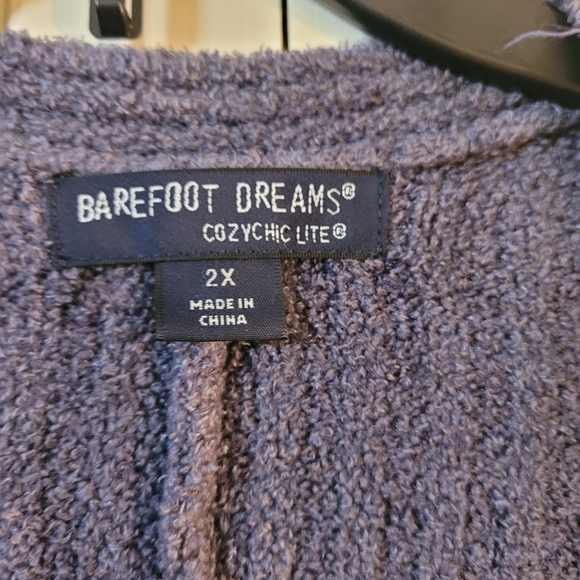 BAREFOOT DREAMS®
COZYCHIC LITE®
2X
MADE IN
CHINA